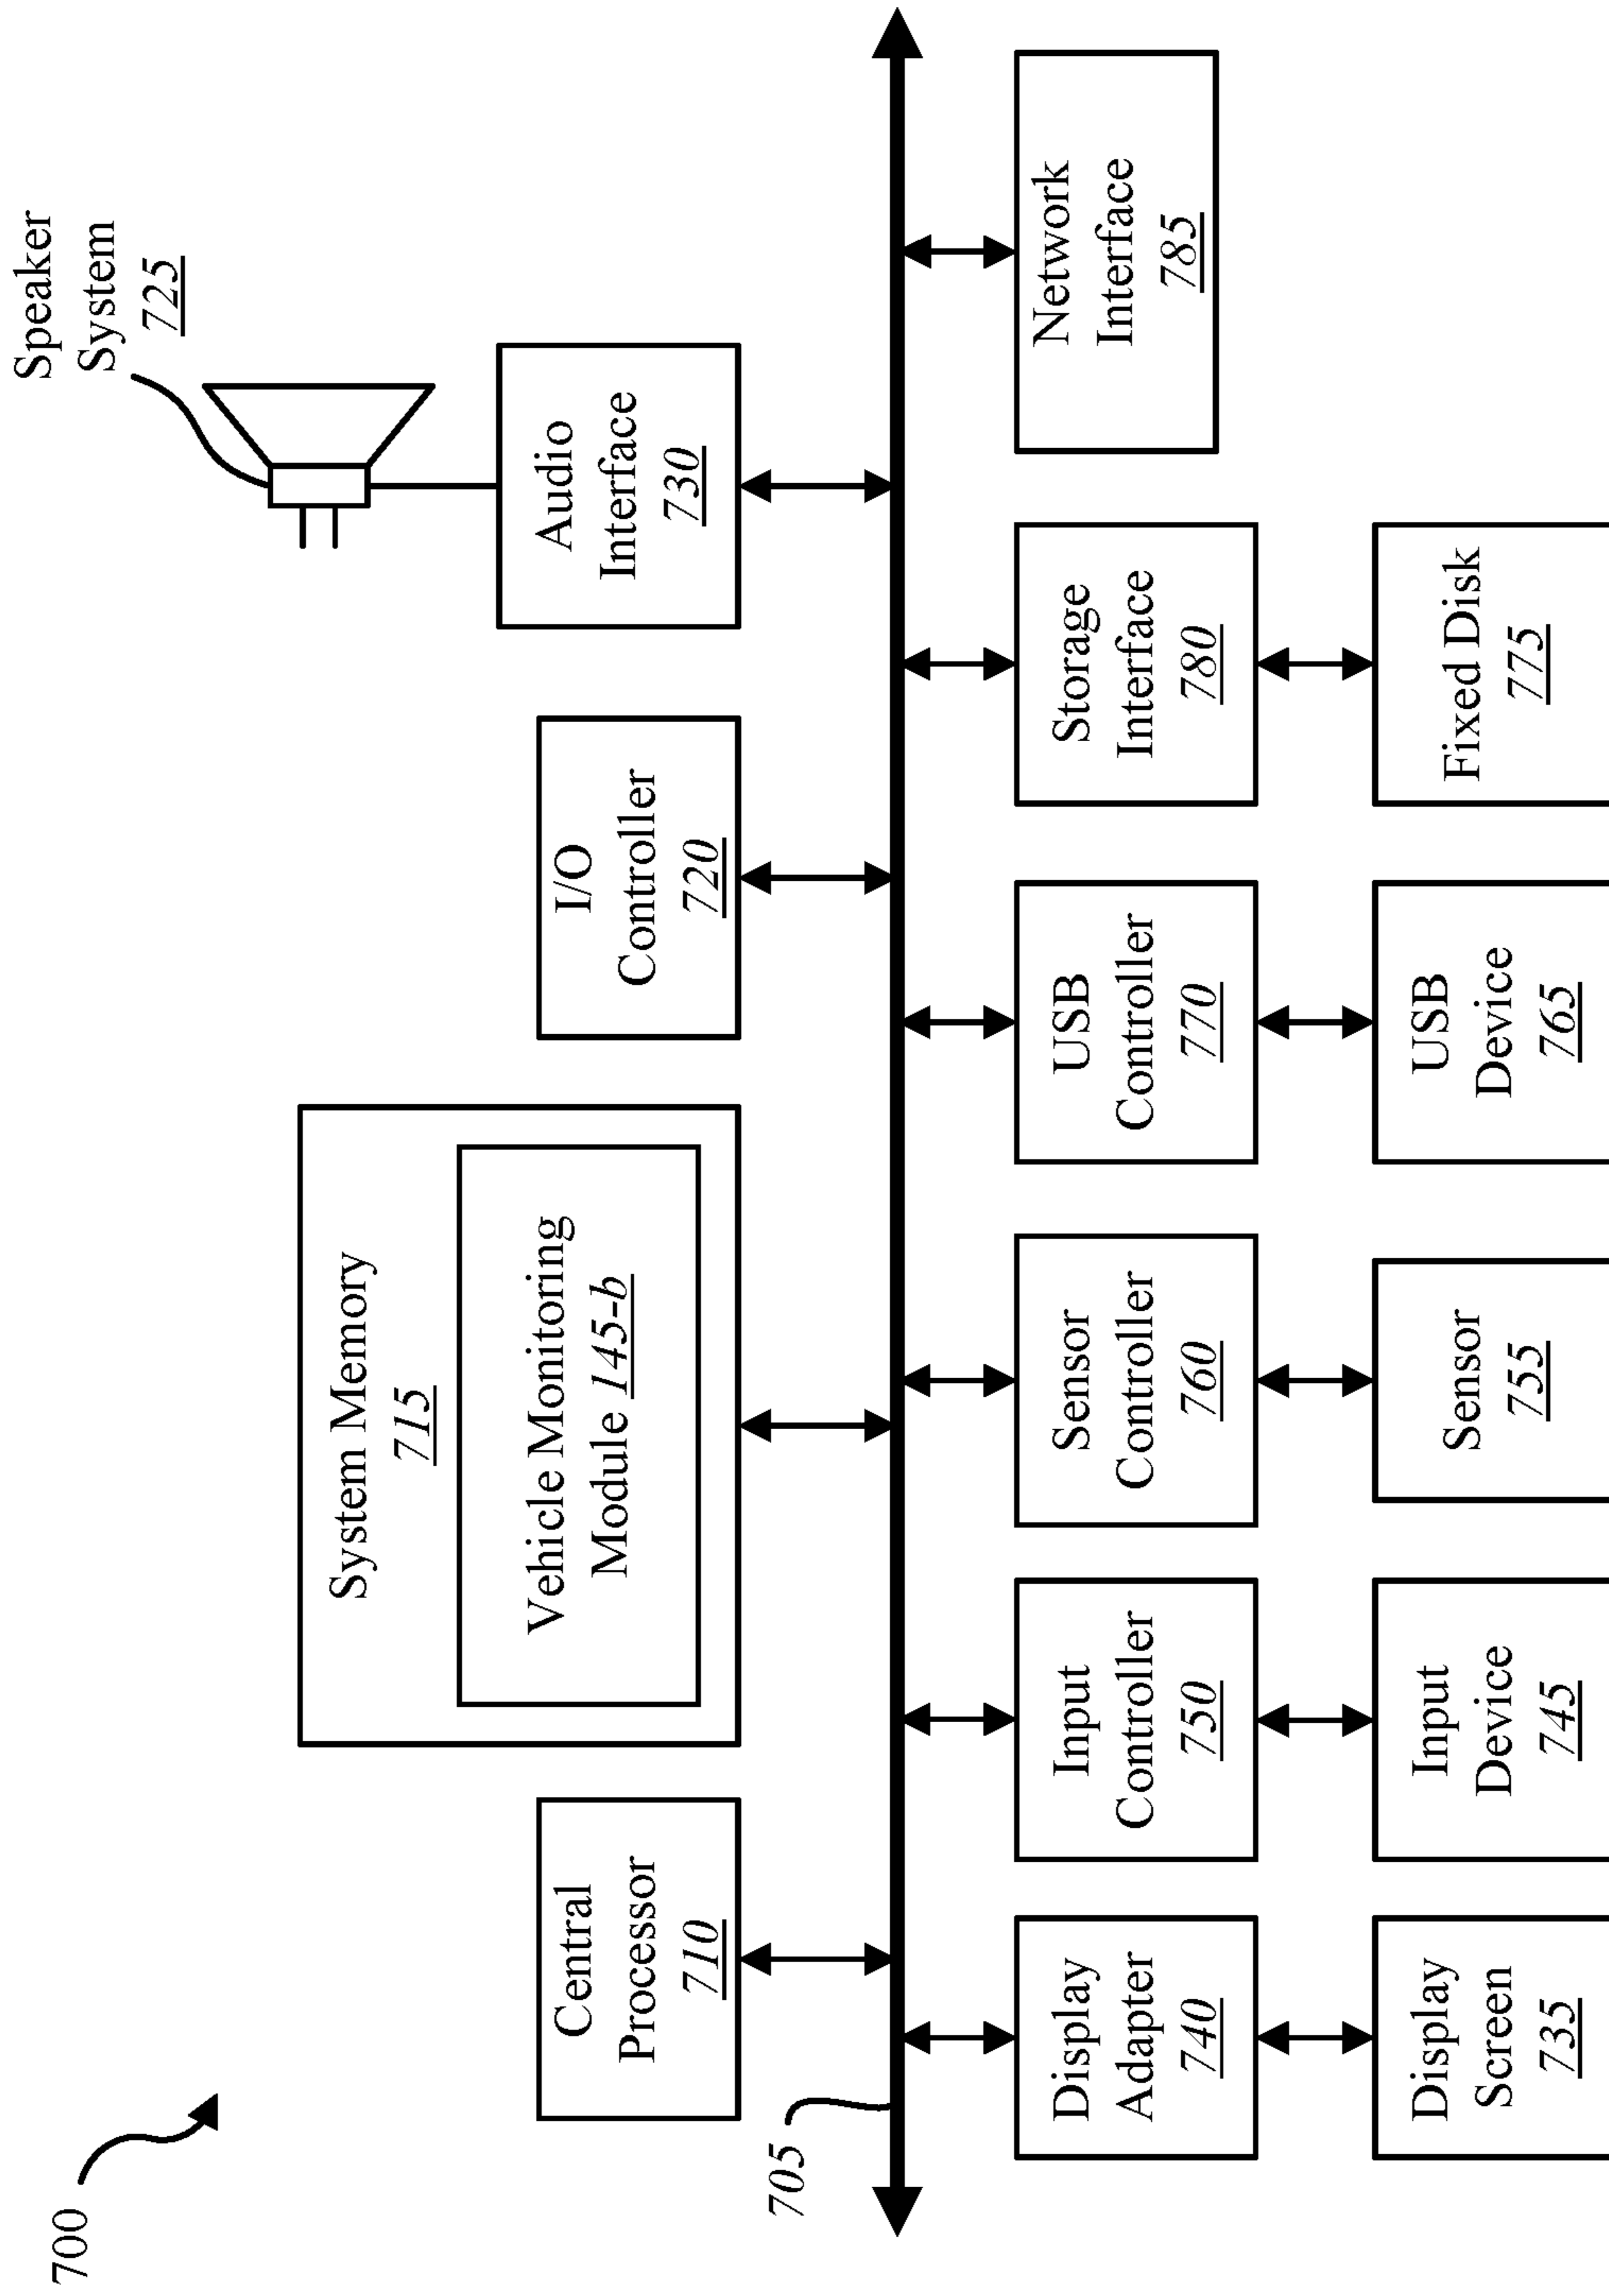 700
Speaker
System
725
System Memory
715
Vehicle Monitoring
Module 145-b
Central
Processor
710
I/O
Controller
720
Audio
Interface
730
705
Display
Adapter
740
Input
Controller
750
Sensor
Controller
760
USB
Controller
770
Storage
Interface
780
Network
Interface
785
Display
Screen
735
Input
Device
745
Sensor
755
USB
Device
765
Fixed Disk
775